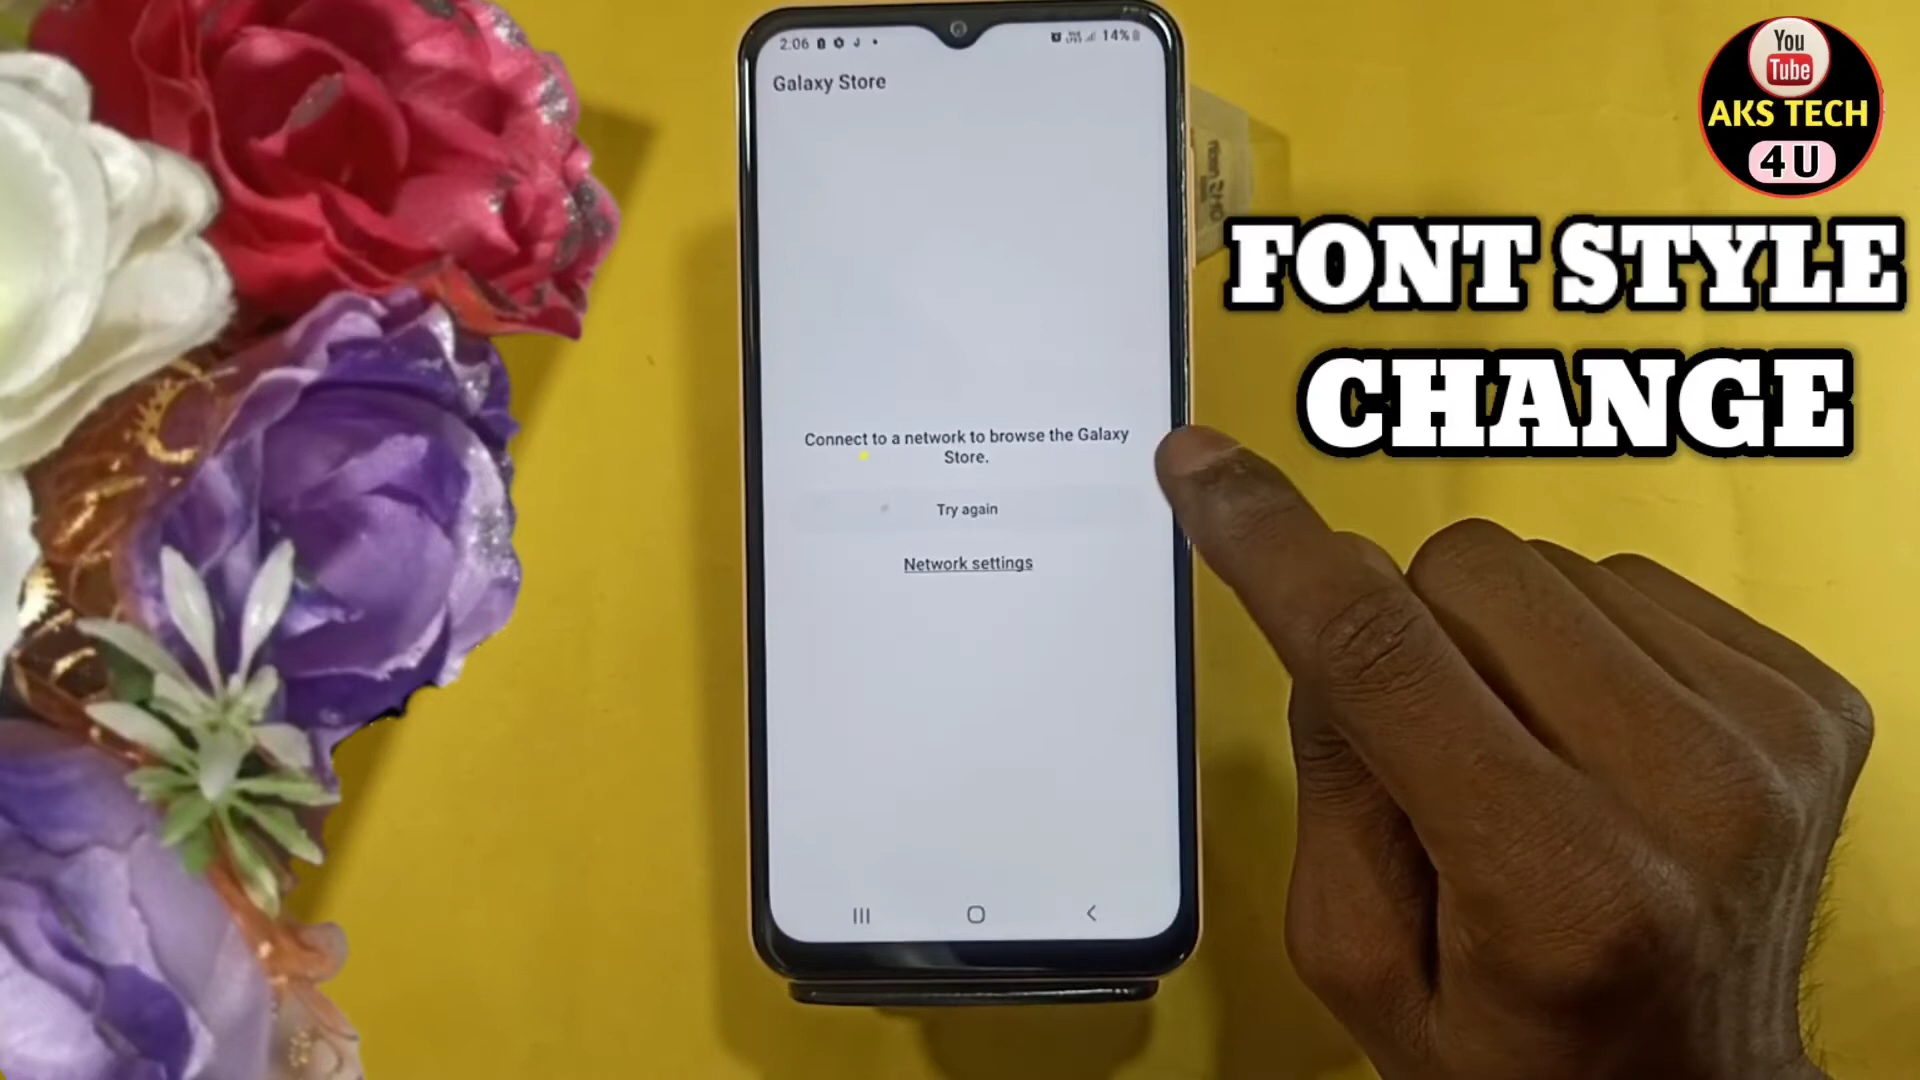 2.06
14%
Galaxy Store
Connect to a network to browse the Galaxy
Store.
Try again
Network settings
You
Tube
AKS TECH
4 U
FONT STYLE
CHANGE